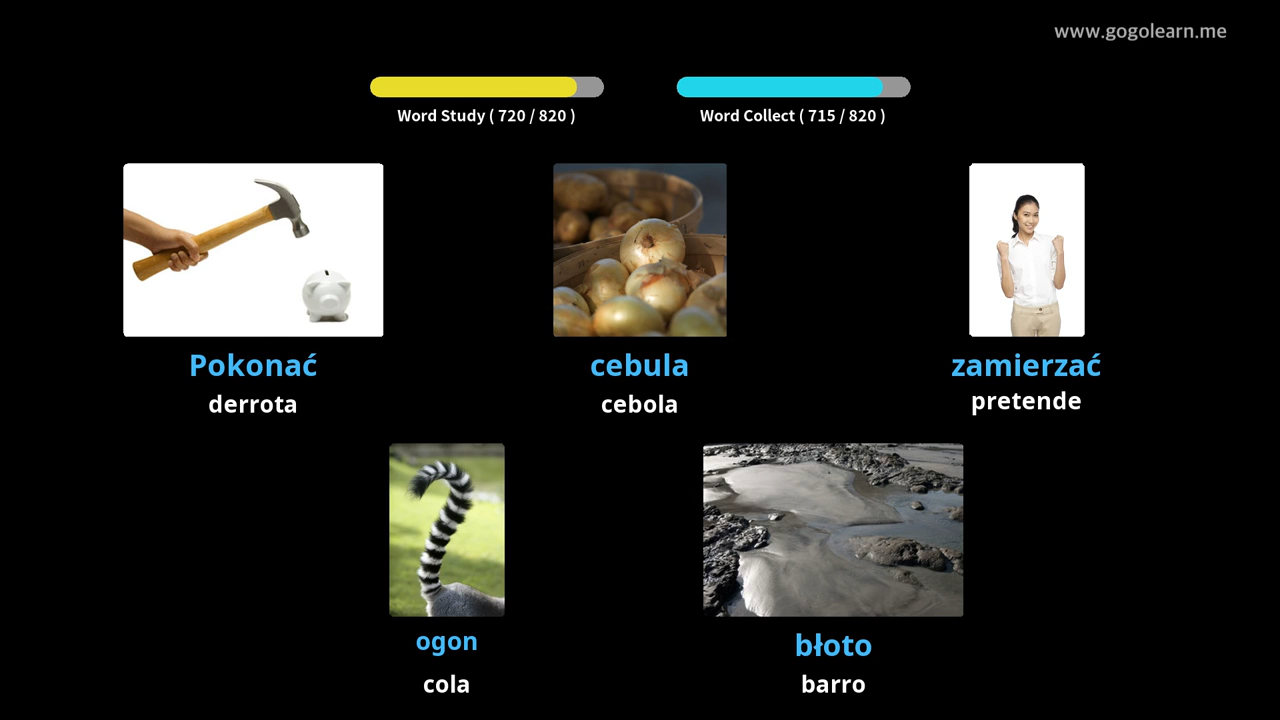 www.gogolearn.me
Word Study ( 720 / 820 )
Word Collect ( 715 / 820 )
Pokonać
derrota
cebula
cebola
zamierzać
pretende
ogon
cola
błoto
barro